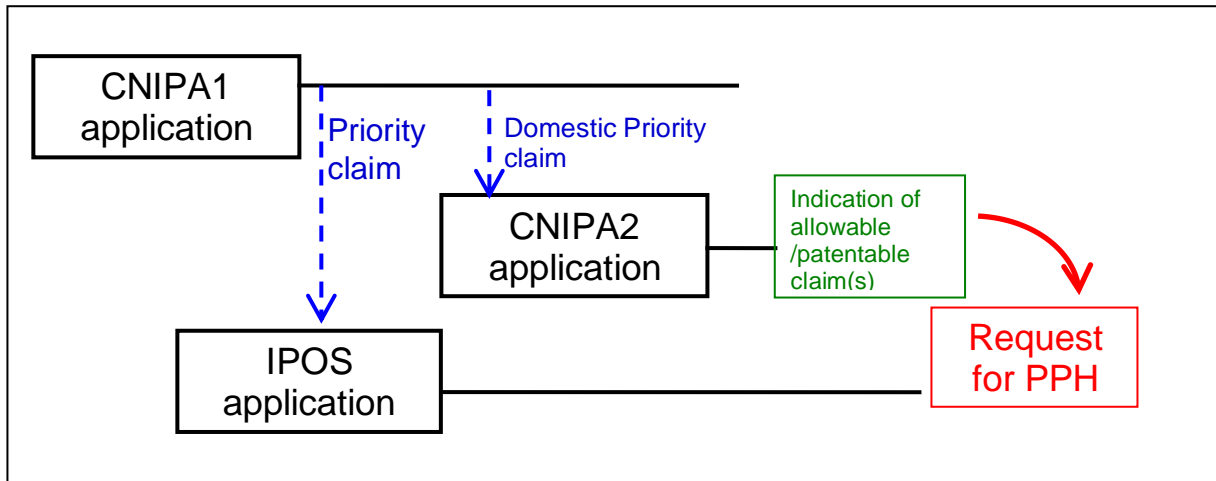 CNIPA1
application
Priority
claim
Domestic Priority
claim
CNIPA2
application
Indication of
allowable
/patentable
claim(s)
IPOS
application
Request
for PPH